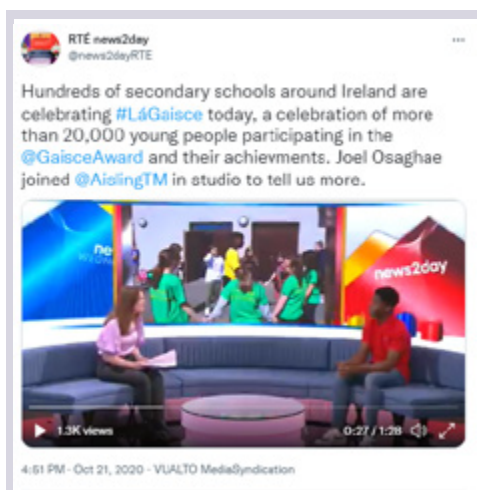 RTÉ news2day
@news2dayRTE
Hundreds of secondary schools around Ireland are
celebrating #LáGaisce today, a celebration of more
than 20,000 young people participating in the
@GaisceAward and their achievments. Joel Osaghae
joined @AislingTM in studio to tell us more.
ne
news2day
1.3K views
0:27 / 1:28
4:51 PM · Oct 21, 2020 · VUALTO MediaSyndication